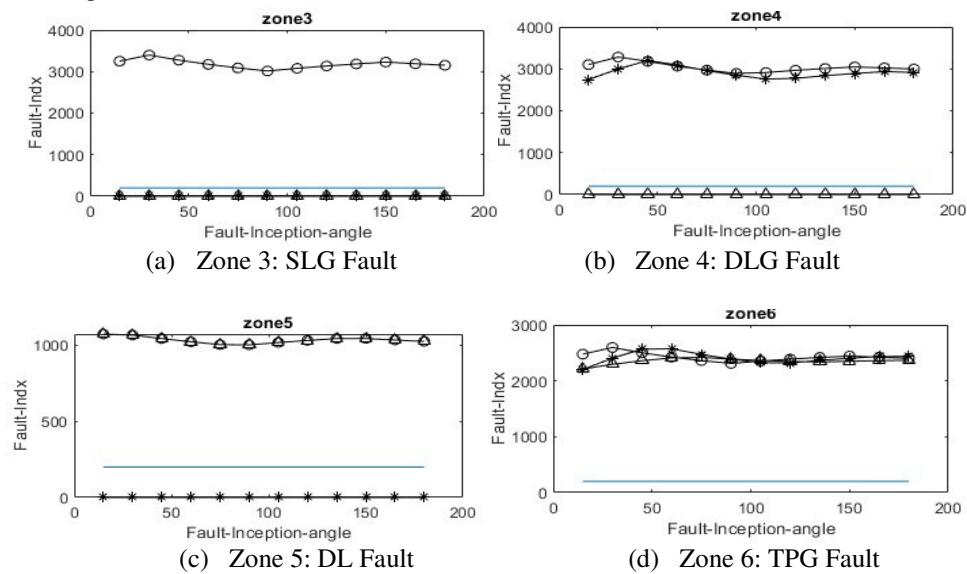 zone3
4000
3000
2000
1000
0
Fault-Indx
0 50 100 150 200
Fault-Inception-angle
(a) Zone 3: SLG Fault
zone4
4000
3000
2000
1000
0
Fault-Indx
0 50 100 150 200
Fault-Inception-angle
(b) Zone 4: DLG Fault
zone5
1000
500
0
Fault-Indx
0 50 100 150 200
Fault-Inception-angle
(c) Zone 5: DL Fault
zone6
3000
2000
1000
0
Fault-Indx
0 50 100 150 200
Fault-Inception-angle
(d) Zone 6: TPG Fault